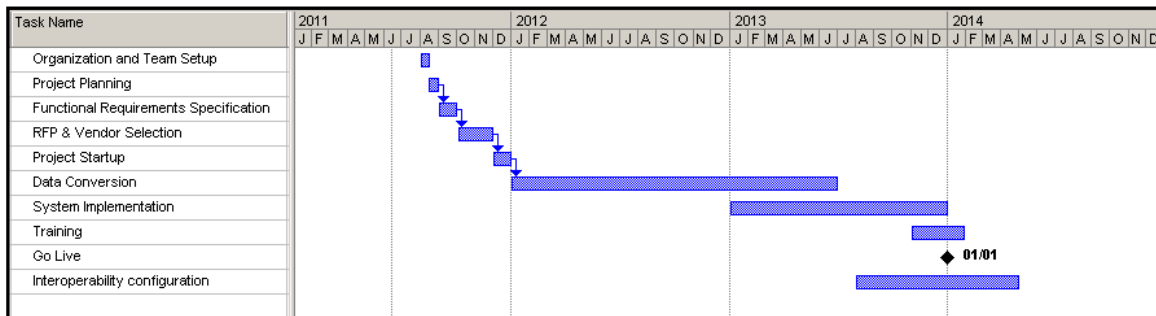 Task Name 2011 2012 2013 2014
J F M A M J J A S O N D J F M A M J J A S O N D J F M A M J J A S O N D J F M A M J J A S O N D
Organization and Team Setup
Project Planning
Functional Requirements Specification
RFP & Vendor Selection
Project Startup
Data Conversion
System Implementation
Training
Go Live 01/01
Interoperability configuration